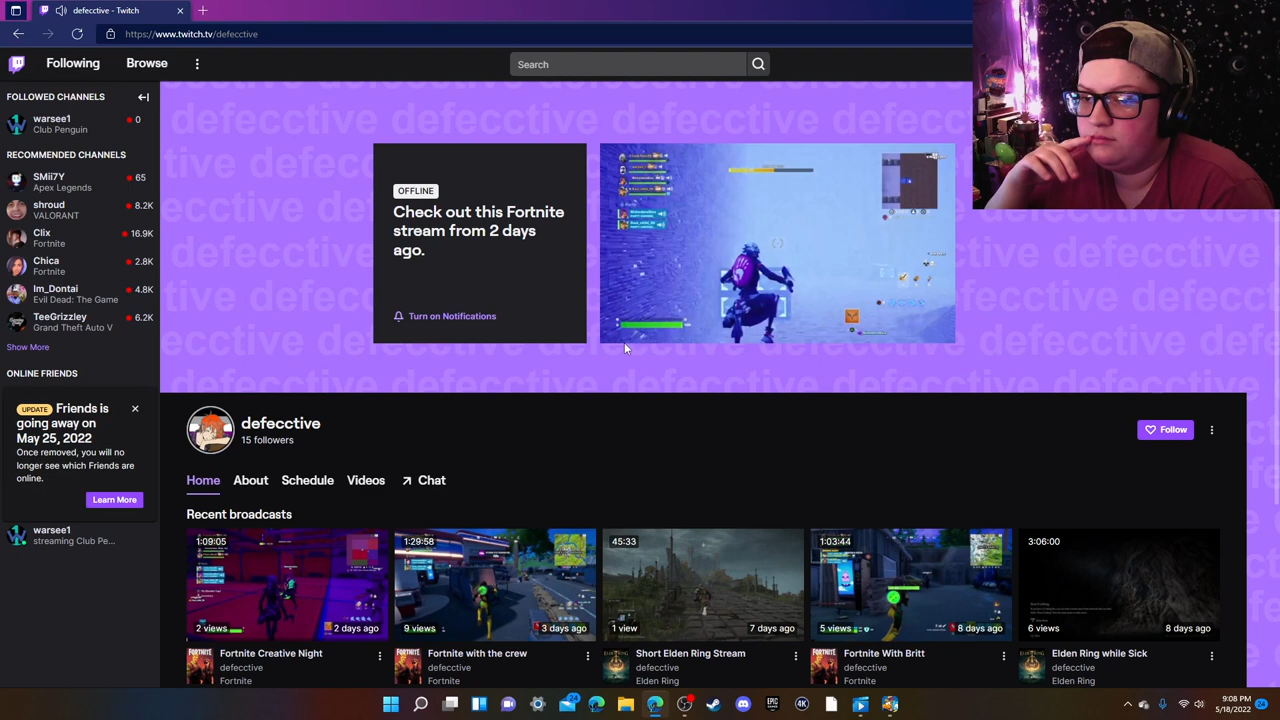 defecctive - Twitch
https://www.twitch.tv/defecctive
Following
Browse
Search
FOLLOWED CHANNELS
warsee1
Club Penguin
0
RECOMMENDED CHANNELS
SMii7Y
Apex Legends
65
shroud
VALORANT
8.2K
Clix
Fortnite
16.9K
Chica
Fortnite
2.8K
Im_Dontai
Evil Dead: The Game
4.8K
TeeGrizzley
Grand Theft Auto V
6.2K
Show More
ONLINE FRIENDS
UPDATE Friends is
going away on
May 25, 2022
Once removed, you will
no longer see which Friends are
online.
Learn More
warsee1
streaming Club Pe...
OFFLINE
Check out this Fortnite
stream from 2 days
ago.
Turn on Notifications
defecctive
15 followers
Follow
Home
About
Schedule
Videos
Chat
Recent broadcasts
1:09:05
2 views
2 days ago
Fortnite Creative Night
defecctive
Fortnite
1:29:58
9 views
3 days ago
Fortnite with the crew
defecctive
Fortnite
45:33
1 view
7 days ago
Short Elden Ring Stream
defecctive
Elden Ring
1:03:44
5 views
8 days ago
Fortnite With Britt
defecctive
Fortnite
3:06:00
6 views
8 days ago
Elden Ring while Sick
defecctive
Elden Ring
9:08 PM
5/18/2022
24